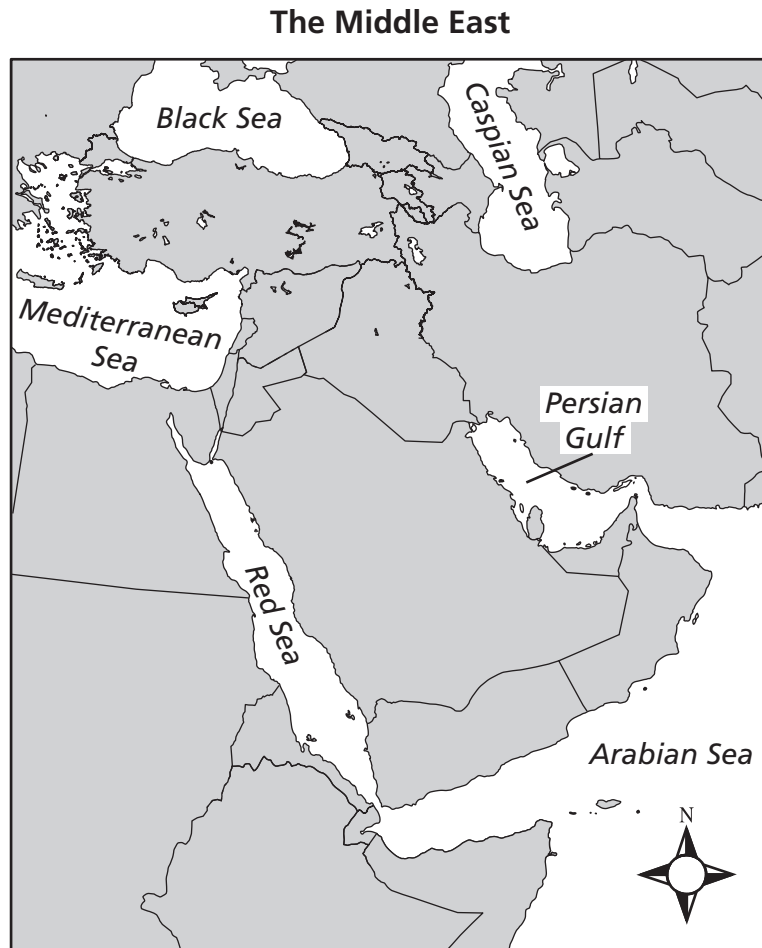 The Middle East
Black Sea
Caspian Sea
Mediterranean
Sea
Persian
Gulf
Red Sea
Arabian Sea
N